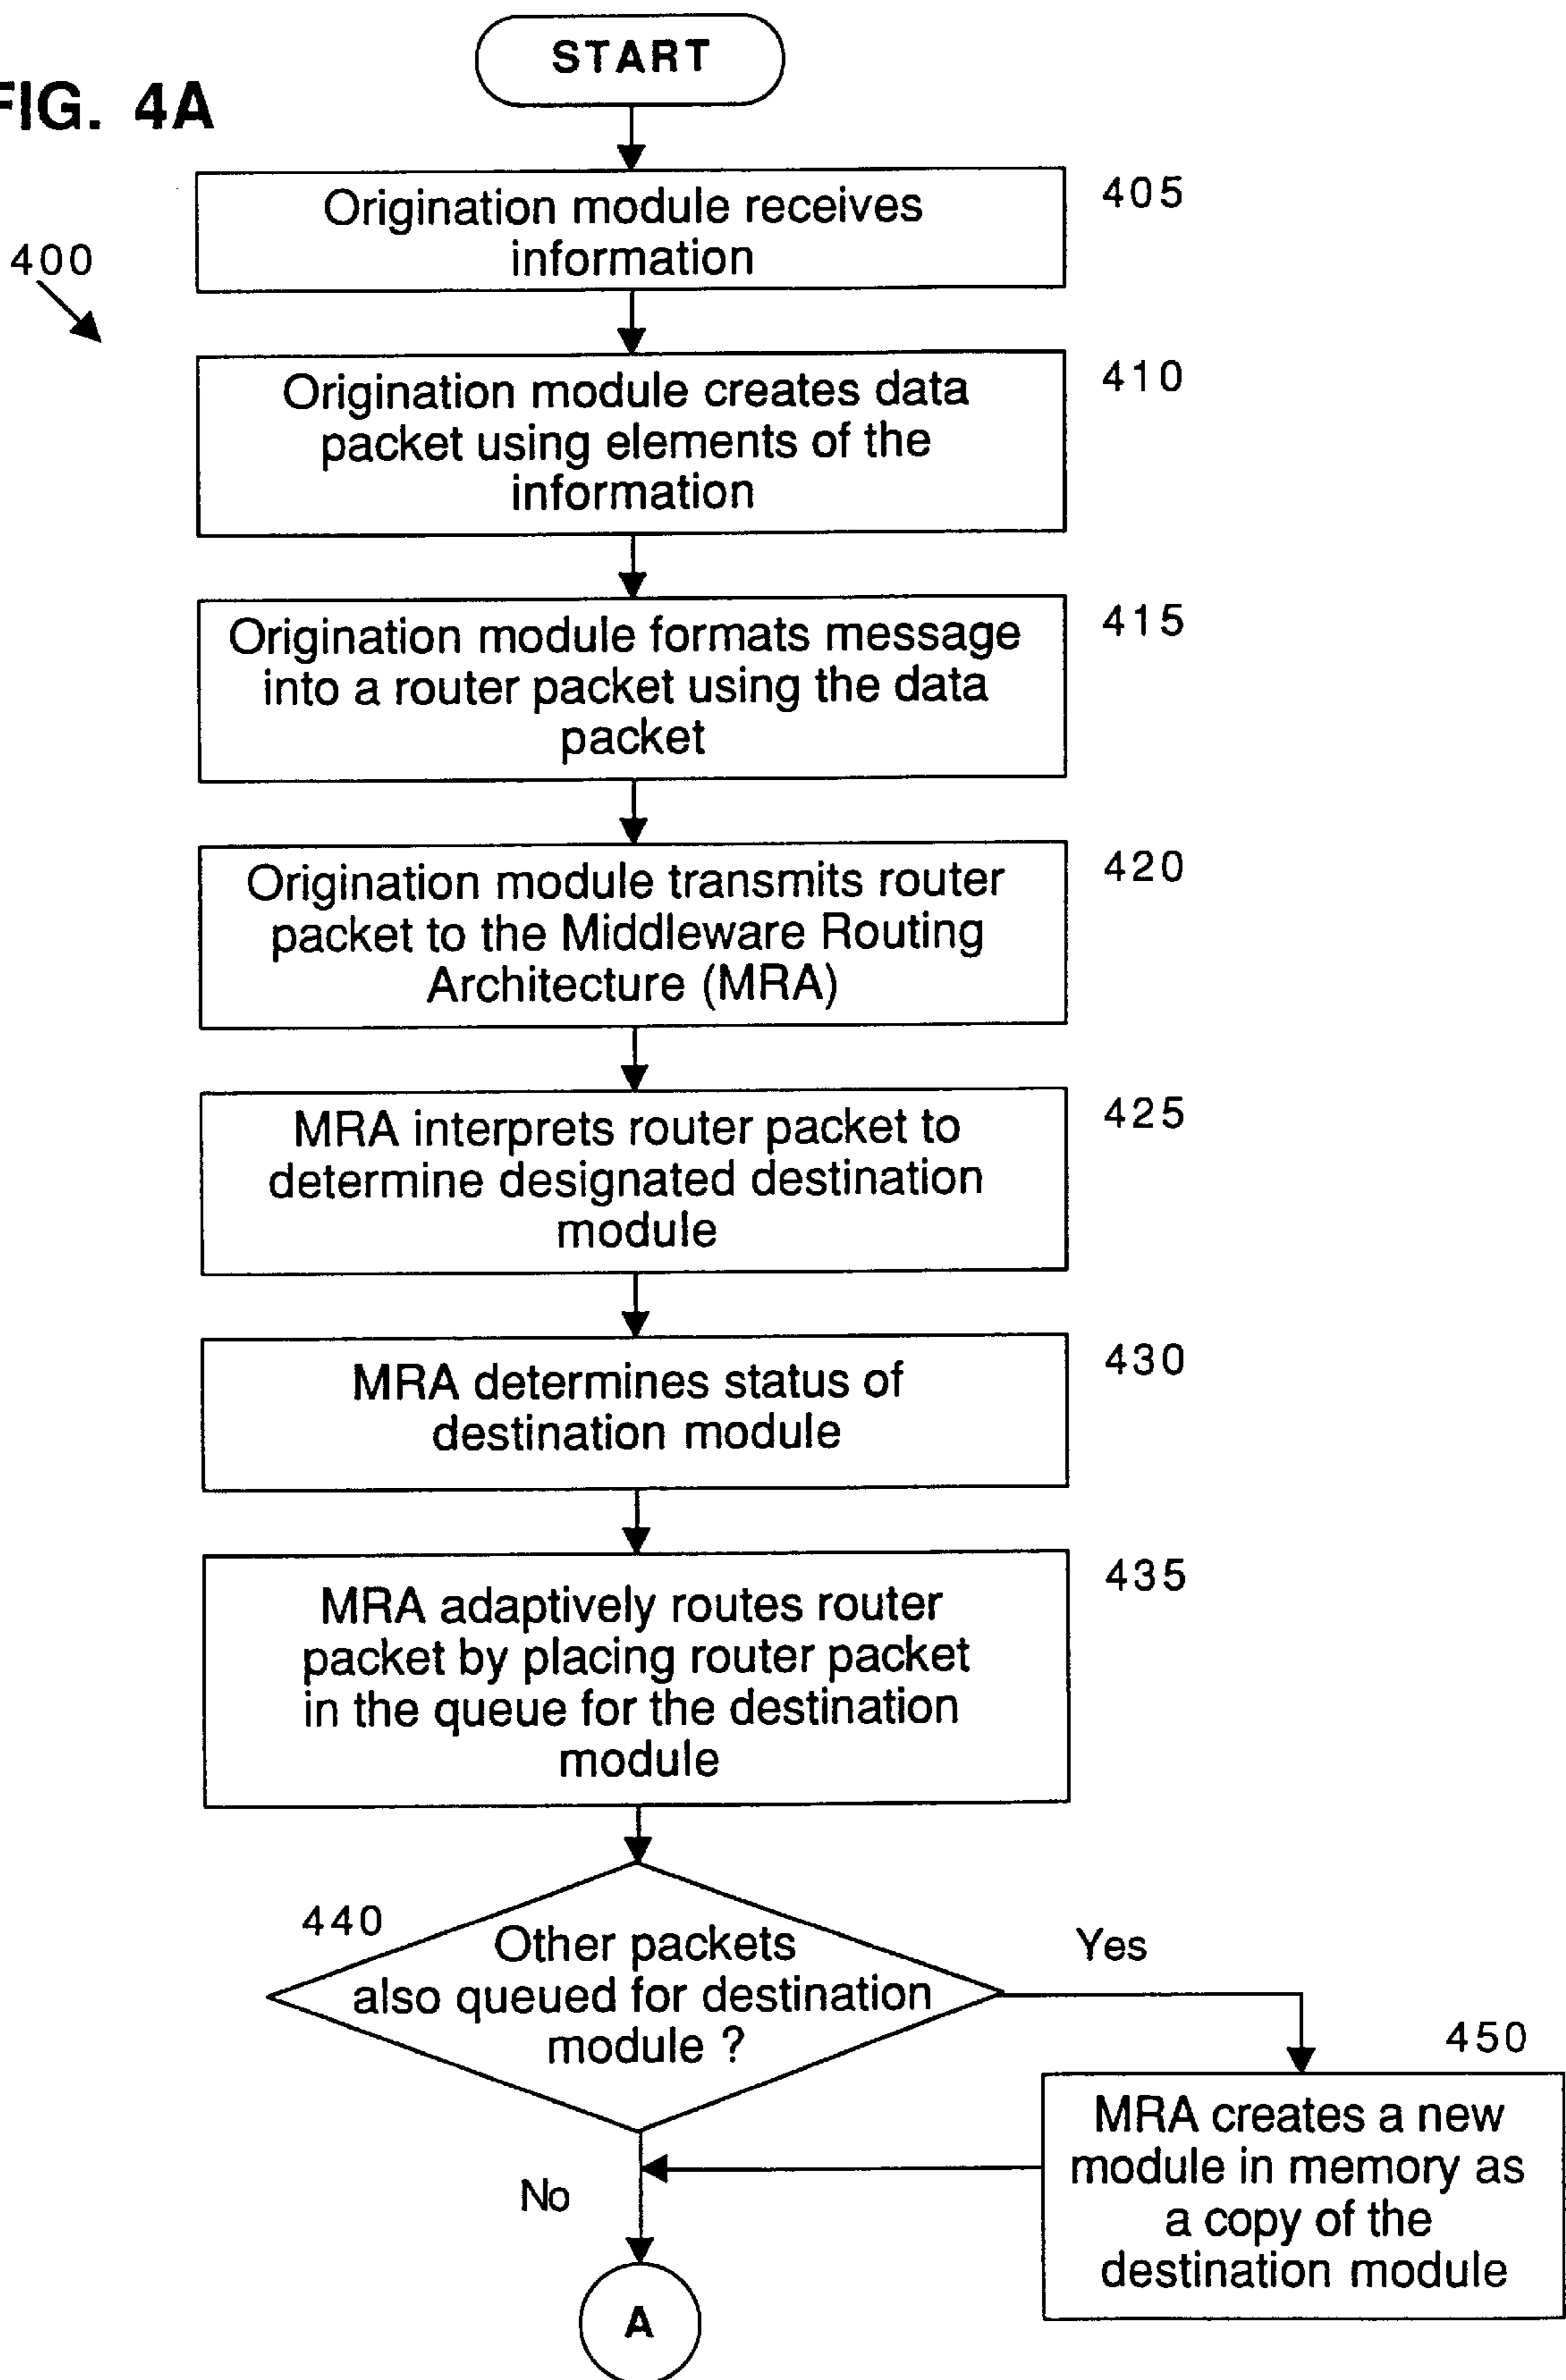 START
FIG. 4A
Origination module receives
information
405
400
Origination module creates data
packet using elements of the
information
410
Origination module formats message
into a router packet using the data
packet
415
Origination module transmits router
packet to the Middleware Routing
Architecture (MRA)
420
MRA interprets router packet to
determine designated destination
module
425
MRA determines status of
destination module
430
MRA adaptively routes router
packet by placing router packet
in the queue for the destination
module
435
440
Other packets
also queued for destination
module ?
Yes
450
MRA creates a new
module in memory as
a copy of the
destination module
No
A